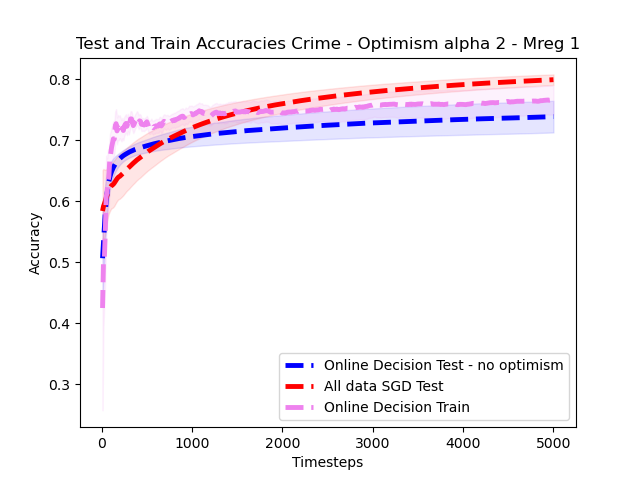 Test and Train Accuracies Crime - Optimism alpha 2 - Mreg 1
0.8
0.7
0.6
0.5
0.4
0.3
Accuracy
Online Decision Test - no optimism
All data SGD Test
Online Decision Train
0 1000 2000 3000 4000 5000
Timesteps